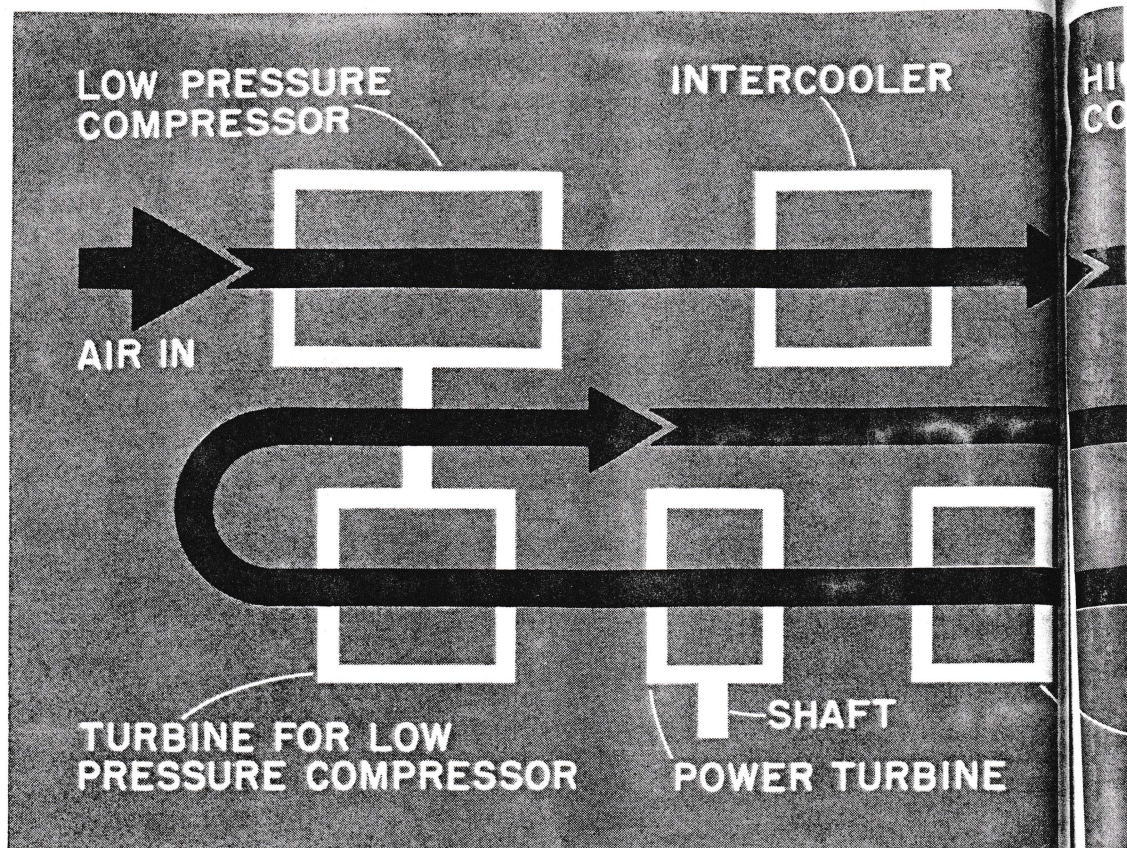 LOW PRESSURE
COMPRESSOR
INTERCOOLER
AIR IN
SHAFT
TURBINE FOR LOW
PRESSURE COMPRESSOR
POWER TURBINE